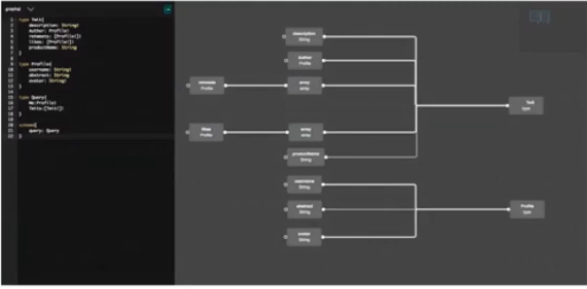 graphql
type Twit{
description: String!
author: Profile!
retweets: [Profile!]
likes: [Profile!]
productName: String
}
type Profile{
username: String!
abstract: String
avatar: String!
}
type Query{
Me:Profile!
Twits:[Twit!]
}
schema{
query: Query
}
description
String
author
Profile
retweets
Profile
array
array
likes
Profile
array
array
productName
String
username
String
abstract
String
avatar
String
Twit
type
Profile
type